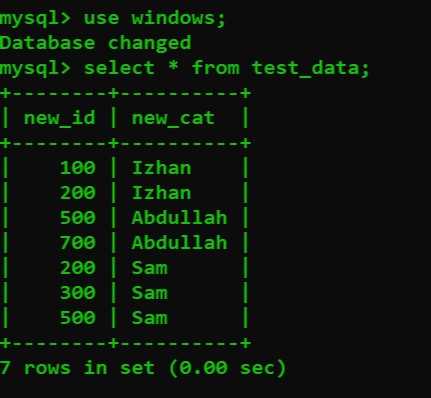 mysql> use windows;
Database changed
mysql> select * from test_data;
+--------+----------+
| new_id | new_cat  |
+--------+----------+
|    100 | Izhan    |
|    200 | Izhan    |
|    500 | Abdullah |
|    700 | Abdullah |
|    200 | Sam      |
|    300 | Sam      |
|    500 | Sam      |
+--------+----------+
7 rows in set (0.00 sec)